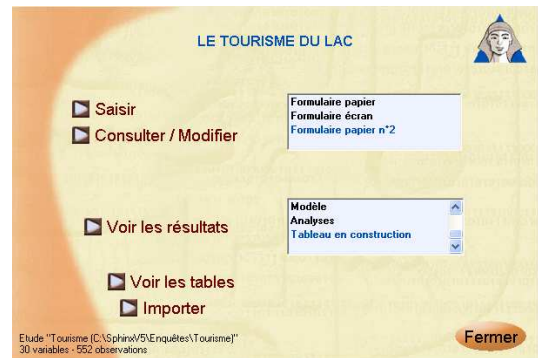 LE TOURISME DU LAC
Saisir
Consulter / Modifier
Formulaire papier
Formulaire écran
Formulaire papier n°2
Voir les résultats
Modèle
Analyses
Tableau en construction
Voir les tables
Importer
Etude "Tourisme (C:\SphinxV5\Enquêtes\Tourisme)"
30 variables - 552 observations
Fermer